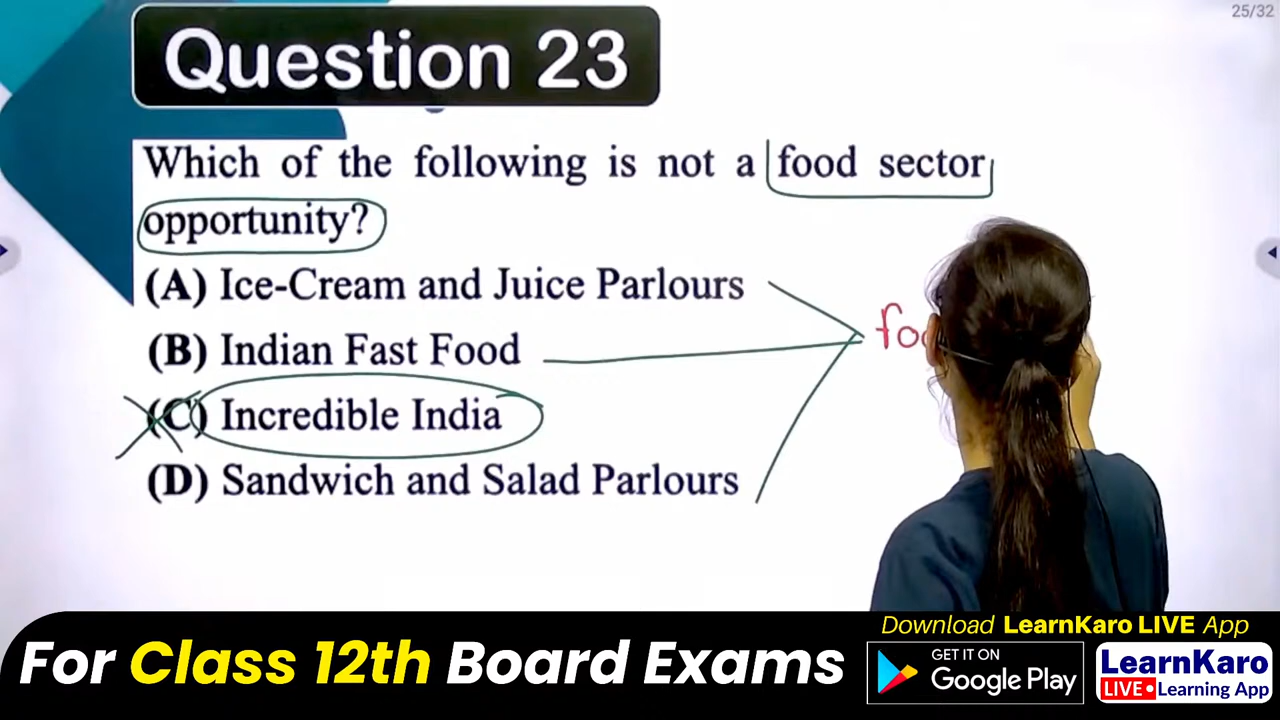 25/32
Question 23
Which of the following is not a food sector
opportunity?
(A) Ice-Cream and Juice Parlours
(B) Indian Fast Food
(C) Incredible India
(D) Sandwich and Salad Parlours
For Class 12th Board Exams
Download LearnKaro LIVE App
GET IT ON
Google Play
LearnKaro
LIVE Learning App